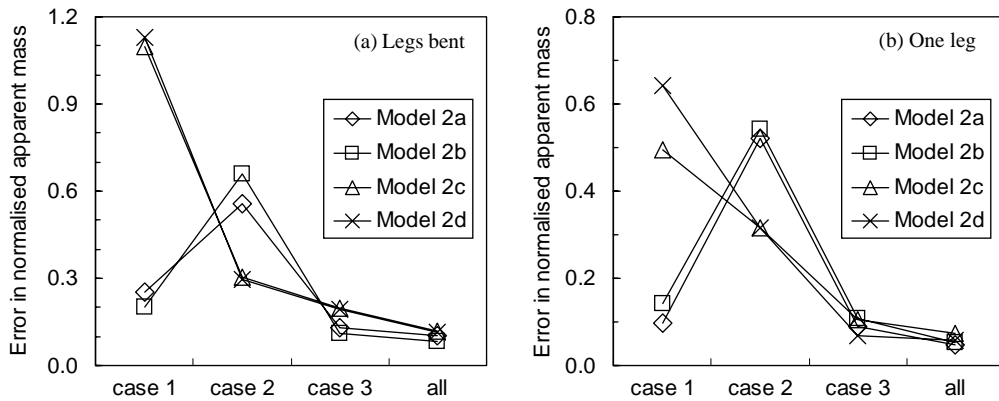 Error in normalised apparent mass
1.2
0.9
0.6
0.3
0.0
(a) Legs bent
Model 2a
Model 2b
Model 2c
Model 2d
case 1 case 2 case 3 all
Error in normalised apparent mass
0.8
0.6
0.4
0.2
0.0
(b) One leg
Model 2a
Model 2b
Model 2c
Model 2d
case 1 case 2 case 3 all